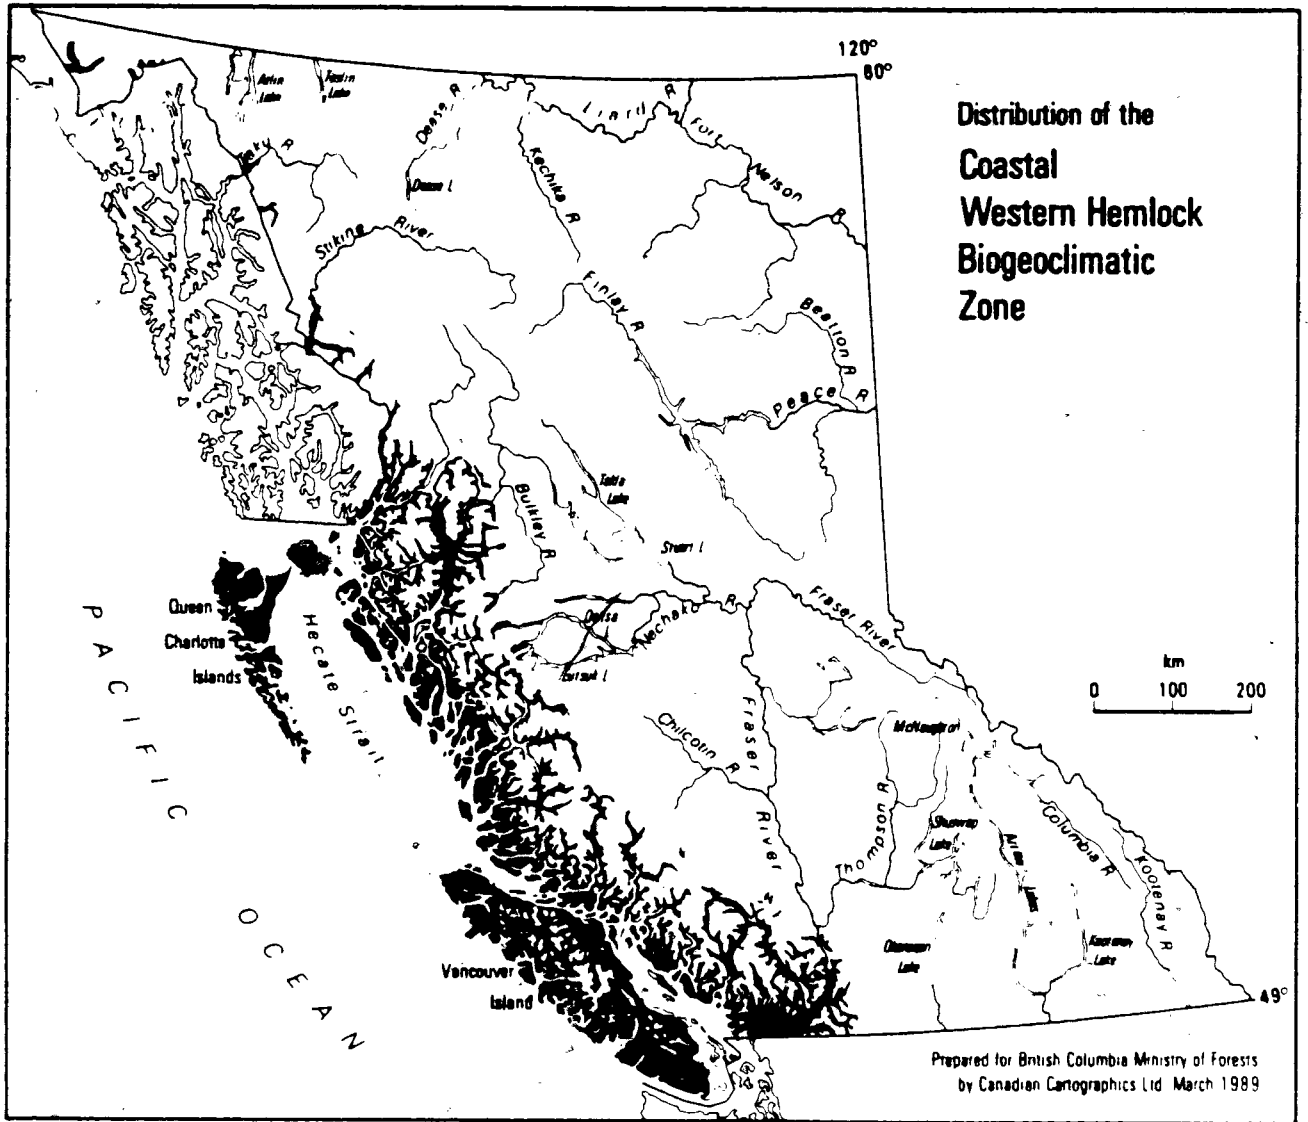 120°
60°
Distribution of the
Coastal
Western Hemlock
Biogeoclimatic
Zone
Atlin
Lake
Teslin
Lake
Taku R
Dease R
Dease L
Liard R
Fort Nelson R
Kechika R
Stikine River
Finlay R
Beatton R
Peace R
Takla
Lake
Bulkley R
Stuart L
Queen
Charlotte
Islands
Hecate Strait
PACIFIC OCEAN
Nechako R
Eutsuk L
Fraser River
km
0 100 200
McNaughton
Chilcotin R
Fraser River
Thompson R
Shuswap
Lake
Arrow
Lakes
Columbia R
Kootenay R
Okanagan
Lake
Kootenay
Lake
Vancouver
Island
49°
Prepared for British Columbia Ministry of Forests
by Canadian Cartographics Ltd March 1989